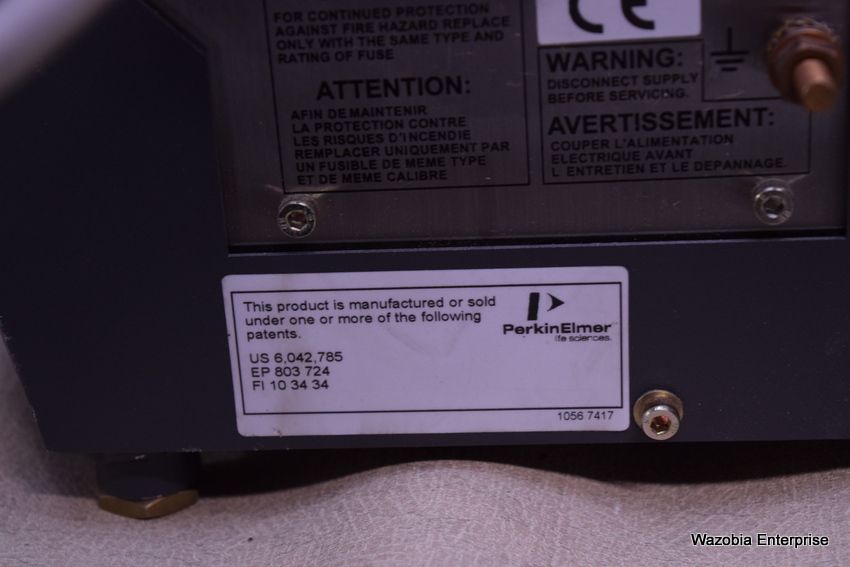 FOR CONTINUED PROTECTION
AGAINST FIRE HAZARD REPLACE
ONLY WITH THE SAME TYPE AND
RATING OF FUSE
ATTENTION:
AFIN DE MAINTENIR
LA PROTECTION CONTRE
LES RISQUES D'INCENDIE
REMPLACER UNIQUEMENT PAR
UN FUSIBLE DE MEME TYPE
ET DE MEME CALIBRE
CE
WARNING:
DISCONNECT SUPPLY
BEFORE SERVICING.
AVERTISSEMENT:
COUPER L'ALIMENTATION
ELECTRIQUE AVANT
L ENTRETIEN ET LE DEPANNAGE.
This product is manufactured or sold
under one or more of the following
patents.
US 6,042,785
EP 803 724
FI 10 34 34
PerkinElmer
life sciences.
1056 7417
Wazobia Enterprise